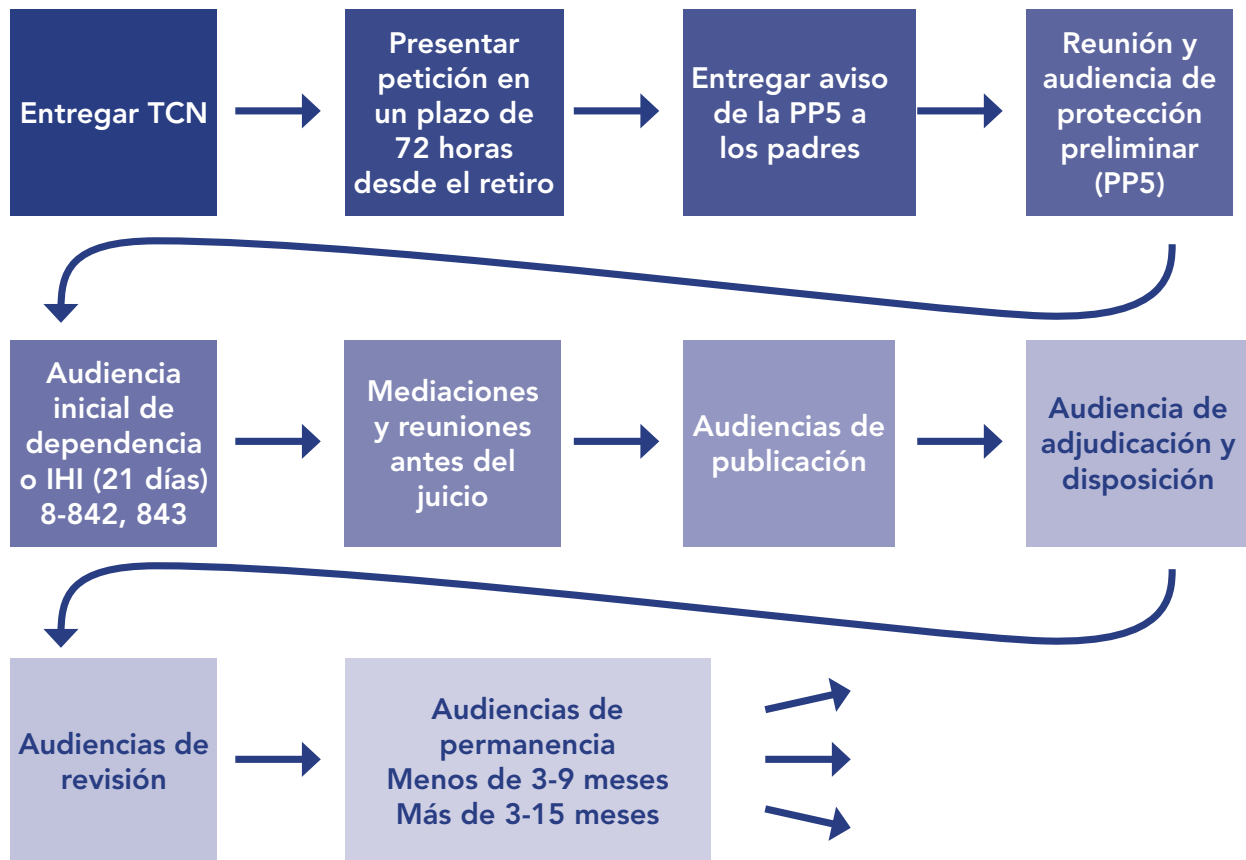 Entregar TCN
Presentar
petición en
un plazo de
72 horas
desde el retiro
Entregar aviso
de la PP5 a
los padres
Reunión y
audiencia de
protección
preliminar
(PP5)
Audiencia
inicial de
dependencia
o IHI (21 días)
8-842, 843
Mediaciones
y reuniones
antes del
juicio
Audiencias de
publicación
Audiencia de
adjudicación y
disposición
Audiencias de
revisión
Audiencias de
permanencia
Menos de 3-9 meses
Más de 3-15 meses